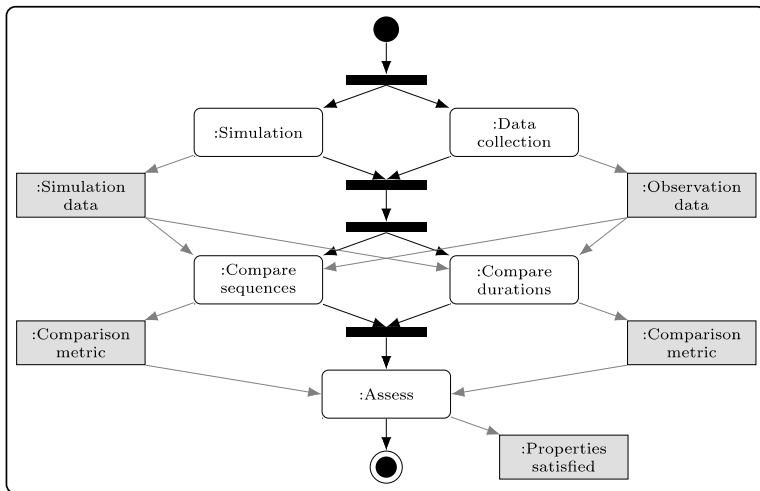 :Simulation
:Data
collection
:Simulation
data
:Observation
data
:Compare
sequences
:Compare
durations
:Comparison
metric
:Comparison
metric
:Assess
:Properties
satisfied